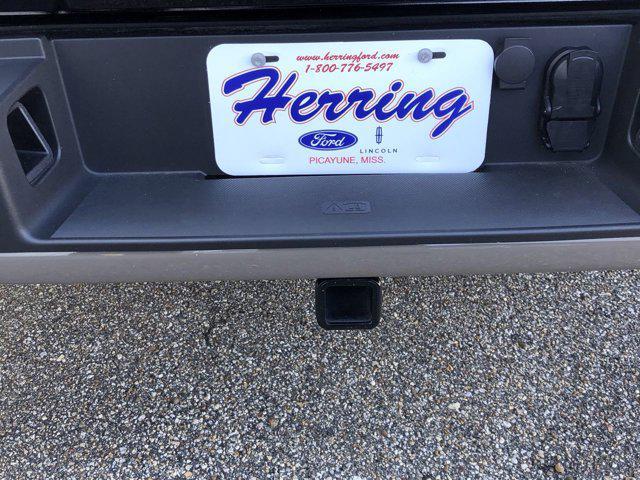 www.herringford.com
1-800-776-5497
Herring
Ford
LINCOLN
PICAYUNE, MISS.